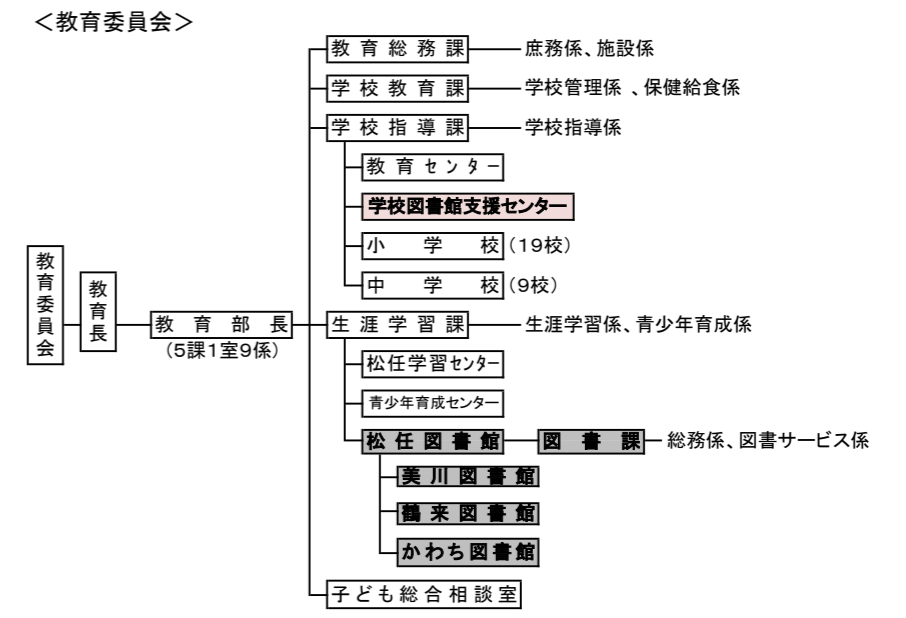 ＜教育委員会＞
教育総務課 庶務係、施設係
学校教育課 学校管理係 、保健給食係
学校指導課 学校指導係
教育センター
学校図書館支援センター
小学校（19校）
中学校（9校）
教育委員会
教育長
教育部長
（5課1室9係）
生涯学習課 生涯学習係、青少年育成係
松任学習センター
青少年育成センター
松任図書館 図書課 総務係、図書サービス係
美川図書館
鶴来図書館
かわち図書館
子ども総合相談室